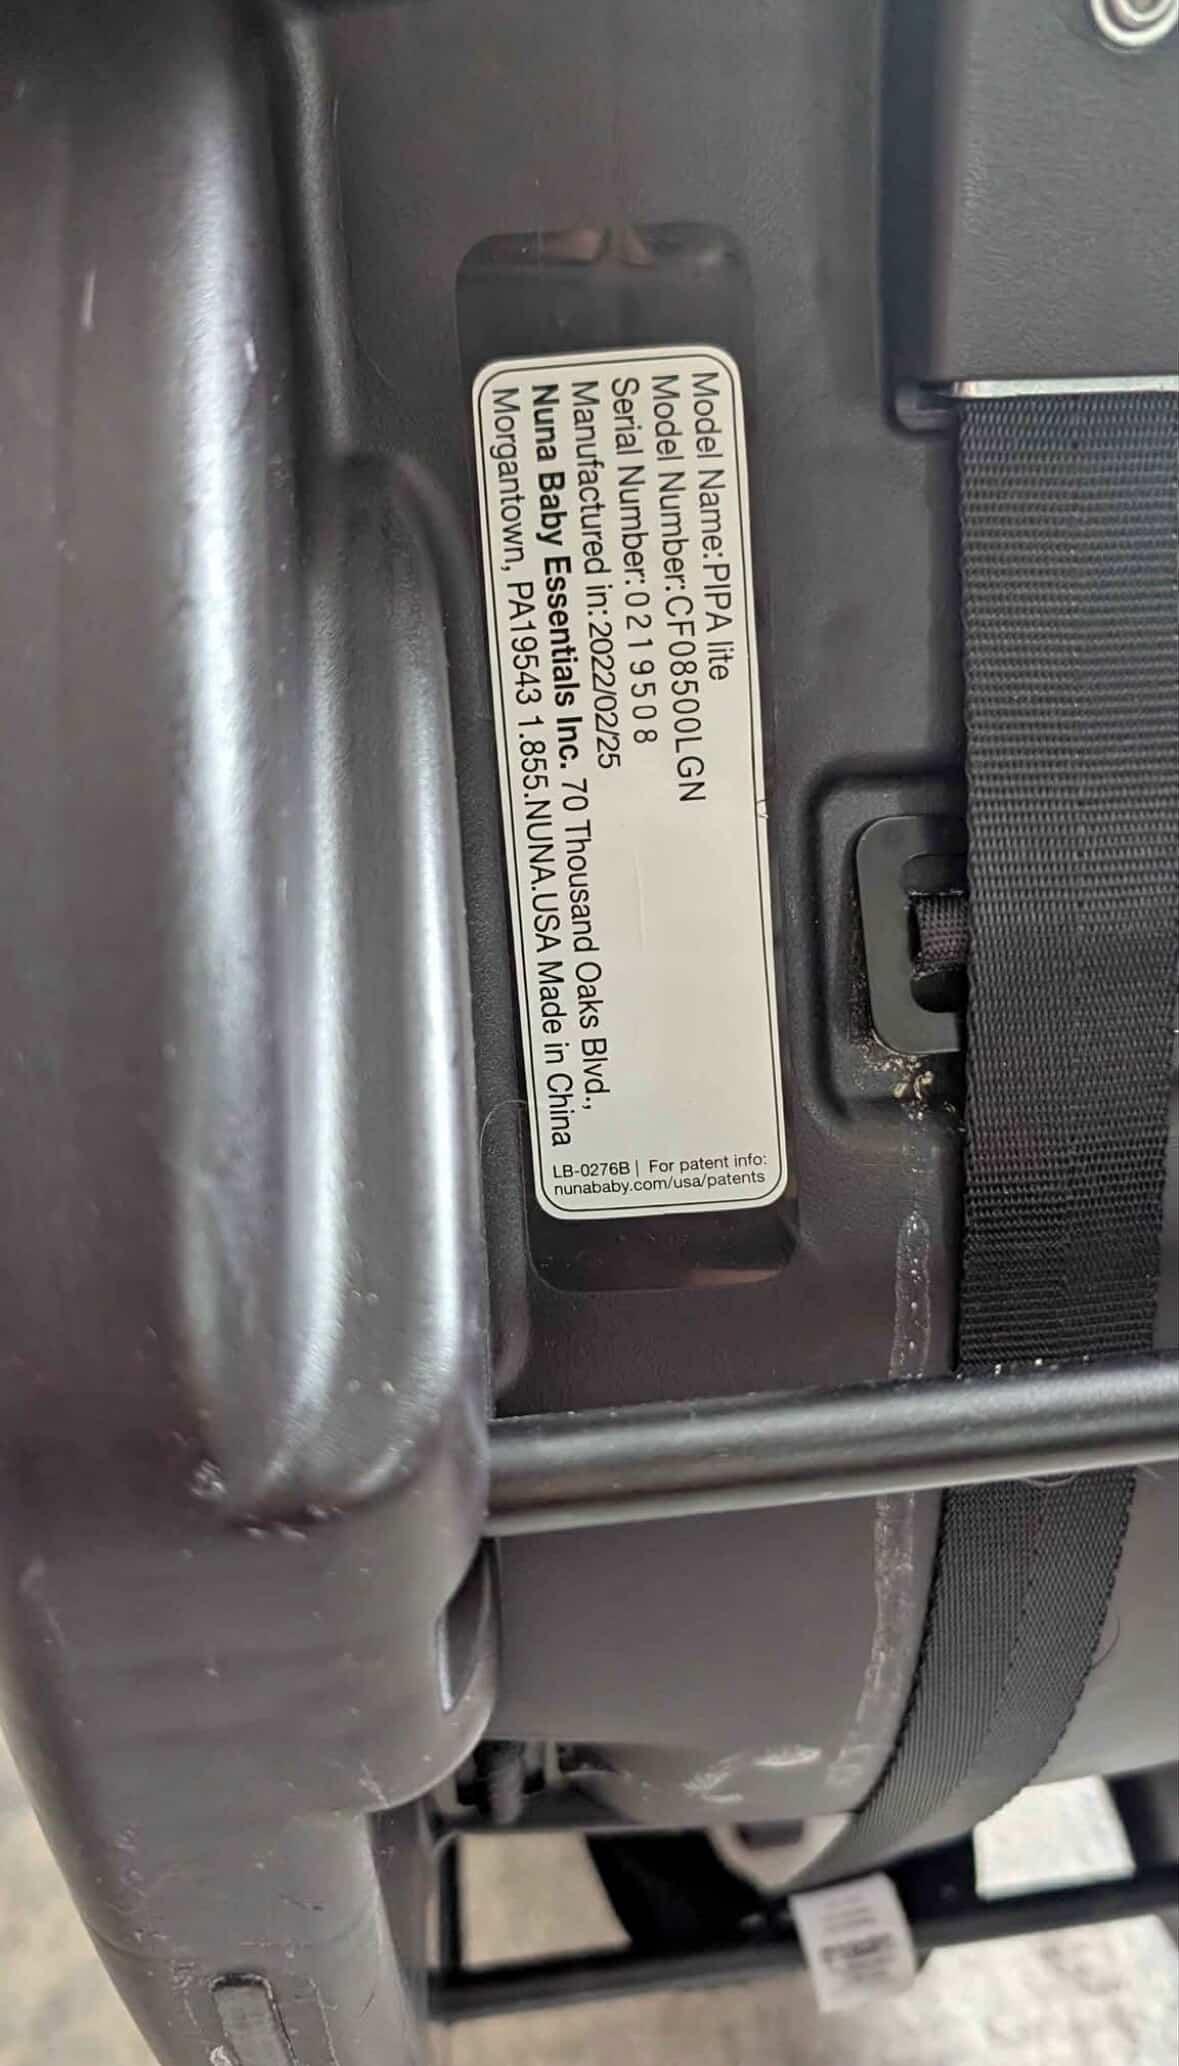 Model Name:PIPA lite
Model Number:CF08500LGN
Serial Number:0219508
Manufactured in:2022/02/25
Nuna Baby Essentials Inc. 70 Thousand Oaks Blvd.,
Morgantown, PA19543 1.855.NUNA.USA Made in China
LB-0276B | For patent info:
nunababy.com/usa/patents